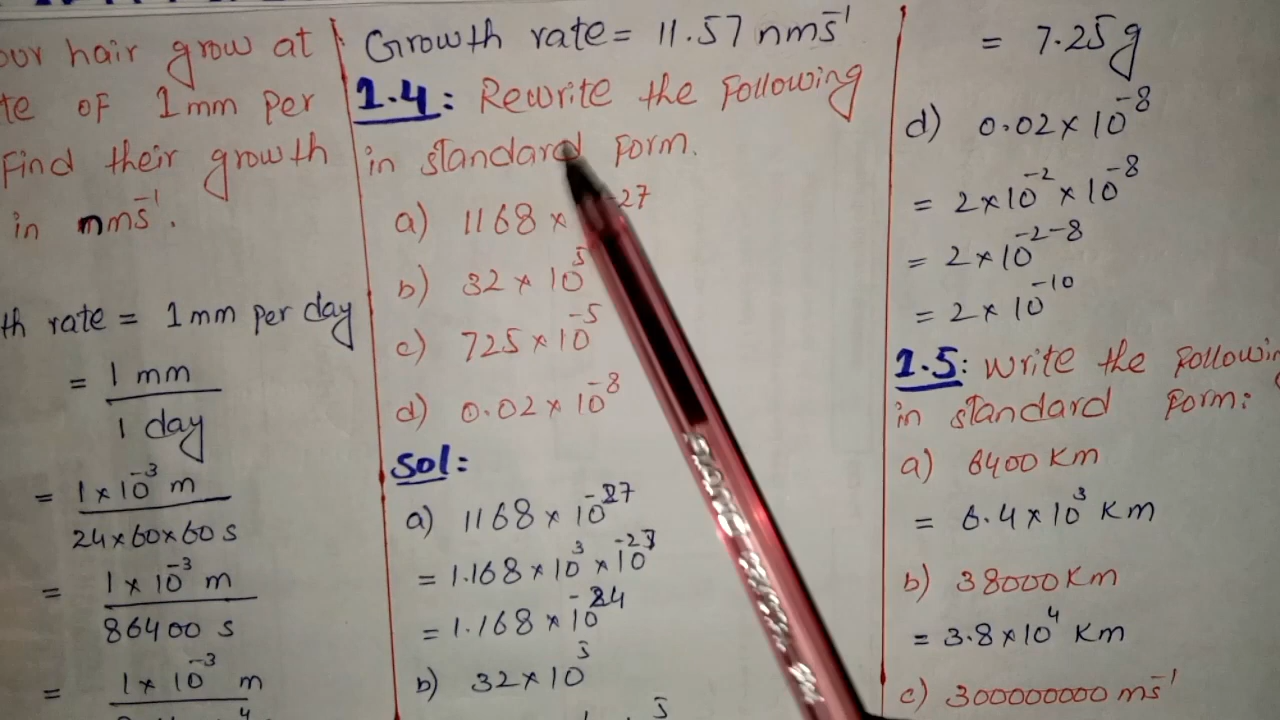 our hair grow at
te of 1mm per
Find their growth
in nms⁻¹.
th rate = 1mm per day
= 1 mm
1 day
= 1×10⁻³ m
24×60×60 s
= 1 × 10⁻³ m
86400 s
= 1× 10⁻³ m
Growth rate= 11.57 nms⁻¹
1.4: Rewrite the Following
in standard Form.
a) 1168 × ⁻²⁷
b) 32 × 10⁵
c) 725 × 10⁻⁵
d) 0.02 × 10⁻⁸
Sol:
a) 1168 × 10⁻²⁷
= 1.168 × 10³ × 10⁻²⁷
= 1.168 × 10⁻²⁴
b) 32 × 10⁵
= 7.25 g
d) 0.02 × 10⁻⁸
= 2×10⁻² × 10⁻⁸
= 2 × 10⁻²⁻⁸
= 2 × 10⁻¹⁰
1.5: Write the Followin
in standard Form:
a) 6400 Km
= 6.4 × 10³ Km
b) 38000 Km
= 3.8×10⁴ Km
c) 300000000 ms⁻¹